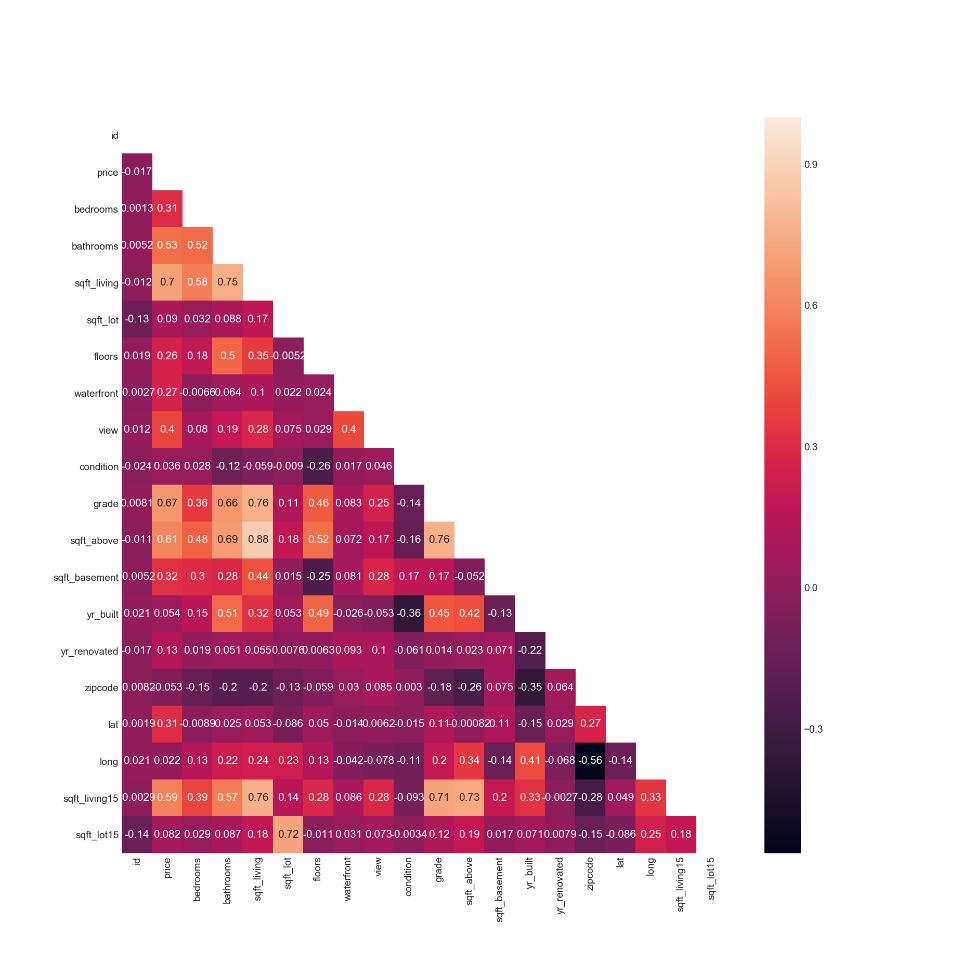 id
price -0.017
bedrooms 0.0013 0.31
bathrooms 0.0052 0.53 0.52
sqft_living -0.012 0.7 0.58 0.75
sqft_lot -0.13 0.09 0.032 0.088 0.17
floors 0.019 0.26 0.18 0.5 0.35 -0.0052
waterfront 0.0027 0.27 -0.0066 0.064 0.1 0.022 0.024
view 0.012 0.4 0.08 0.19 0.28 0.075 0.029 0.4
condition -0.024 0.036 0.028 -0.12 -0.059 -0.009 -0.26 0.017 0.046
grade 0.0081 0.67 0.36 0.66 0.76 0.11 0.46 0.083 0.25 -0.14
sqft_above -0.011 0.61 0.48 0.69 0.88 0.18 0.52 0.072 0.17 -0.16 0.76
sqft_basement 0.0052 0.32 0.3 0.28 0.44 0.015 -0.25 0.081 0.28 0.17 0.17 -0.052
yr_built 0.021 0.054 0.15 0.51 0.32 0.053 0.49 -0.026 -0.053 -0.36 0.45 0.42 -0.13
yr_renovated -0.017 0.13 0.019 0.051 0.055 0.0076 0.0063 0.093 0.1 -0.061 0.014 0.023 0.071 -0.22
zipcode 0.0082 -0.053 -0.15 -0.2 -0.2 -0.13 -0.059 0.03 0.085 0.003 -0.18 -0.26 0.075 -0.35 0.064
lat 0.0019 0.31 -0.0089 0.025 0.053 -0.086 0.05 -0.014 0.0062 -0.015 0.11 -0.00082 0.11 -0.15 0.029 0.27
long 0.021 0.022 0.13 0.22 0.24 0.23 0.13 -0.042 -0.078 -0.11 0.2 0.34 -0.14 0.41 -0.068 -0.56 -0.14
sqft_living15 0.0029 0.59 0.39 0.57 0.76 0.14 0.28 0.086 0.28 -0.093 0.71 0.73 0.2 0.33 -0.0027 -0.28 0.049 0.33
sqft_lot15 -0.14 0.082 0.029 0.087 0.18 0.72 -0.011 0.031 0.073 -0.0034 0.12 0.19 0.017 0.071 0.0079 -0.15 -0.086 0.25 0.18
id price bedrooms bathrooms sqft_living sqft_lot floors waterfront view condition grade sqft_above sqft_basement yr_built yr_renovated zipcode lat long sqft_living15 sqft_lot15
0.9
0.6
0.3
0.0
−0.3